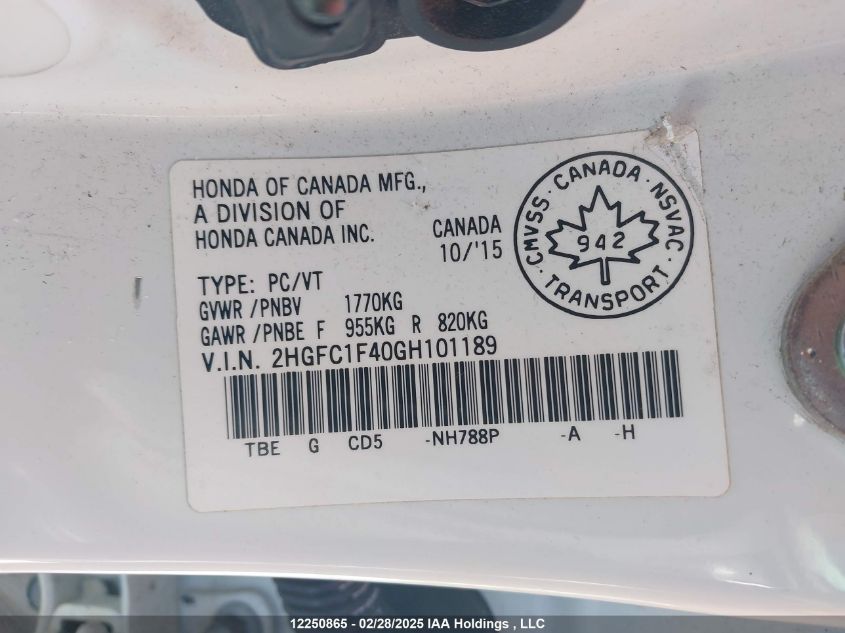 HONDA OF CANADA MFG.,
A DIVISION OF
HONDA CANADA INC.
CANADA
10/'15
CMVSS · CANADA · NSVAC
942
· TRANSPORT ·
TYPE: PC/VT
GVWR /PNBV 1770KG
GAWR /PNBE F 955KG R 820KG
V.I.N. 2HGFC1F40GH101189
TBE G CD5 -NH788P -A -H
12250865 - 02/28/2025 IAA Holdings , LLC